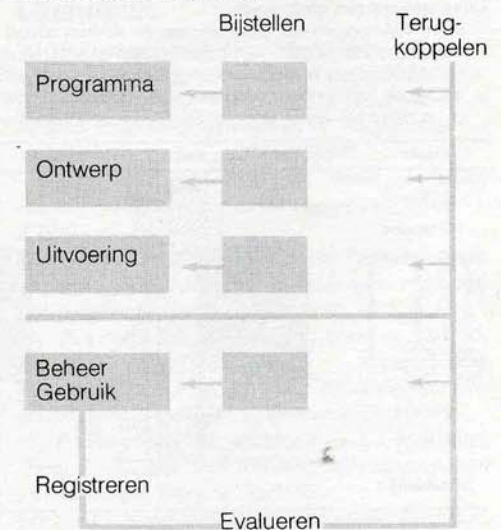 Bijstellen
Terug-
koppelen
Programma
Ontwerp
Uitvoering
Beheer
Gebruik
Registreren
Evalueren